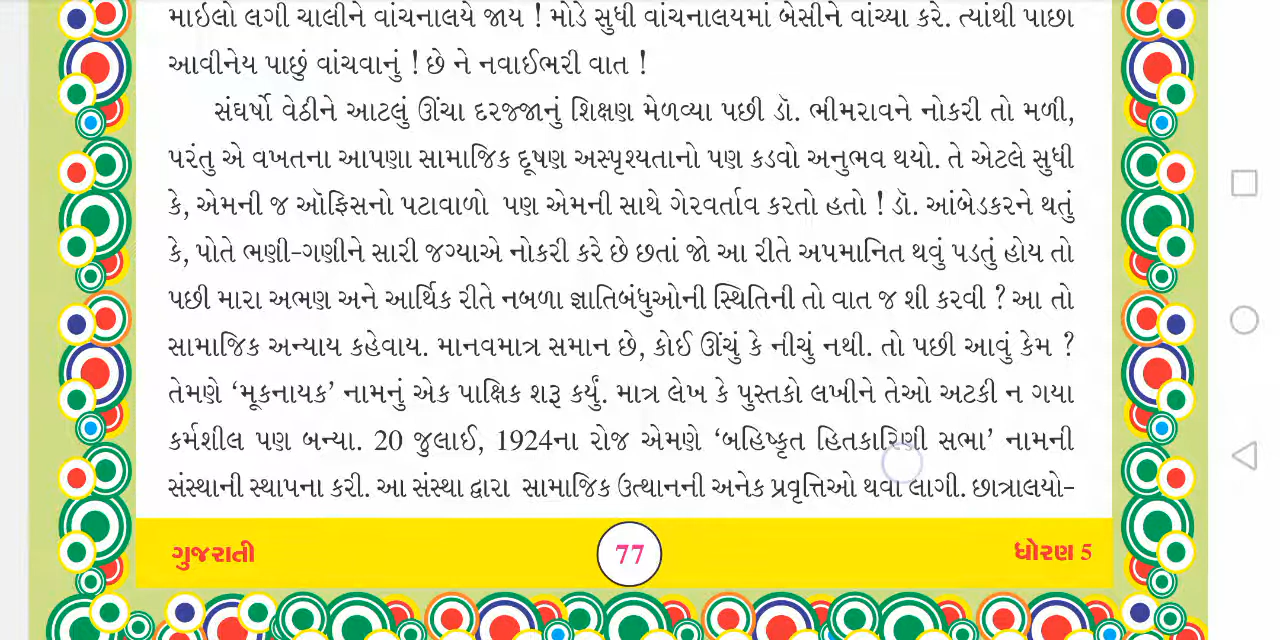 માઇલો લગી ચાલીને વાંચનાલયે જાય ! મોડે સુધી વાંચનાલયમાં બેસીને વાંચ્યા કરે. ત્યાંથી પાછા
આવીનેય પાછું વાંચવાનું ! છે ને નવાઈભરી વાત !
સંઘર્ષો વેઠીને આટલું ઊંચા દરજ્જાનું શિક્ષણ મેળવ્યા પછી ડૉ. ભીમરાવને નોકરી તો મળી,
પરંતુ એ વખતના આપણા સામાજિક દૂષણ અસ્પૃશ્યતાનો પણ કડવો અનુભવ થયો. તે એટલે સુધી
કે, એમની જ ઑફિસનો પટાવાળો પણ એમની સાથે ગેરવર્તાવ કરતો હતો ! ડૉ. આંબેડકરને થતું
કે, પોતે ભણી-ગણીને સારી જગ્યાએ નોકરી કરે છે છતાં જો આ રીતે અપમાનિત થવું પડતું હોય તો
પછી મારા અભણ અને આર્થિક રીતે નબળા જ્ઞાતિબંધુઓની સ્થિતિની તો વાત જ શી કરવી ? આ તો
સામાજિક અન્યાય કહેવાય. માનવમાત્ર સમાન છે, કોઈ ઊંચું કે નીચું નથી. તો પછી આવું કેમ ?
તેમણે ‘મૂકનાયક’ નામનું એક પાક્ષિક શરૂ કર્યું. માત્ર લેખ કે પુસ્તકો લખીને તેઓ અટકી ન ગયા
કર્મશીલ પણ બન્યા. 20 જુલાઈ, 1924ના રોજ એમણે ‘બહિષ્કૃત હિતકારિણી સભા’ નામની
સંસ્થાની સ્થાપના કરી. આ સંસ્થા દ્વારા સામાજિક ઉત્થાનની અનેક પ્રવૃત્તિઓ થવા લાગી. છાત્રાલયો-
ગુજરાતી
77
ધોરણ 5